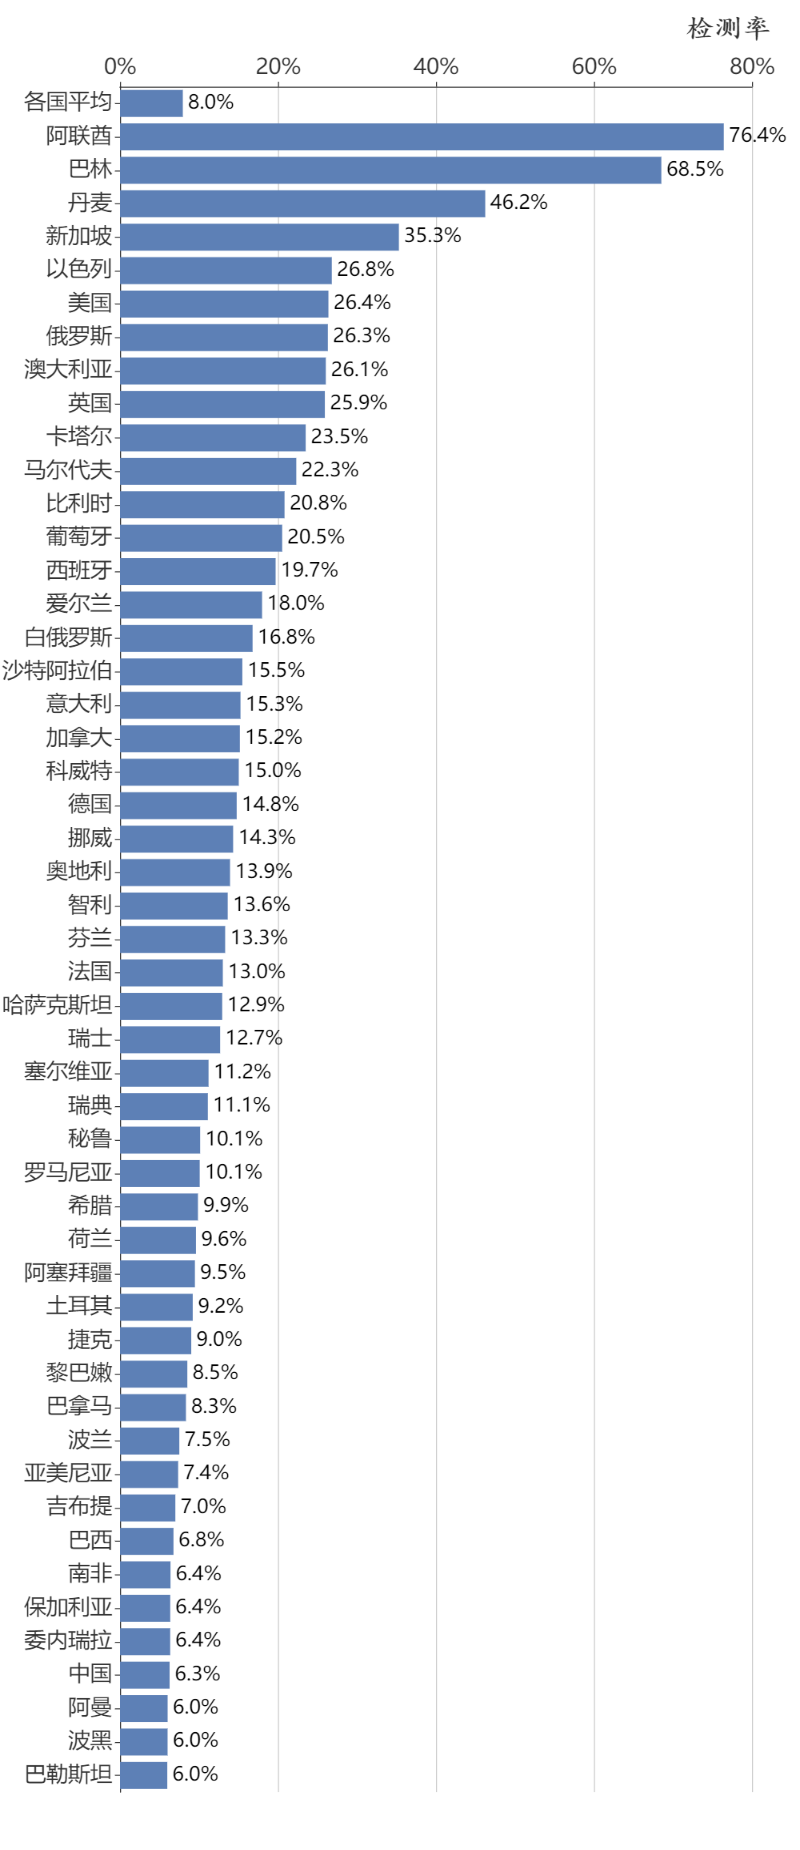 检测率
0% 20% 40% 60% 80%
各国平均 8.0%
阿联酋 76.4%
巴林 68.5%
丹麦 46.2%
新加坡 35.3%
以色列 26.8%
美国 26.4%
俄罗斯 26.3%
澳大利亚 26.1%
英国 25.9%
卡塔尔 23.5%
马尔代夫 22.3%
比利时 20.8%
葡萄牙 20.5%
西班牙 19.7%
爱尔兰 18.0%
白俄罗斯 16.8%
沙特阿拉伯 15.5%
意大利 15.3%
加拿大 15.2%
科威特 15.0%
德国 14.8%
挪威 14.3%
奥地利 13.9%
智利 13.6%
芬兰 13.3%
法国 13.0%
哈萨克斯坦 12.9%
瑞士 12.7%
塞尔维亚 11.2%
瑞典 11.1%
秘鲁 10.1%
罗马尼亚 10.1%
希腊 9.9%
荷兰 9.6%
阿塞拜疆 9.5%
土耳其 9.2%
捷克 9.0%
黎巴嫩 8.5%
巴拿马 8.3%
波兰 7.5%
亚美尼亚 7.4%
吉布提 7.0%
巴西 6.8%
南非 6.4%
保加利亚 6.4%
委内瑞拉 6.4%
中国 6.3%
阿曼 6.0%
波黑 6.0%
巴勒斯坦 6.0%